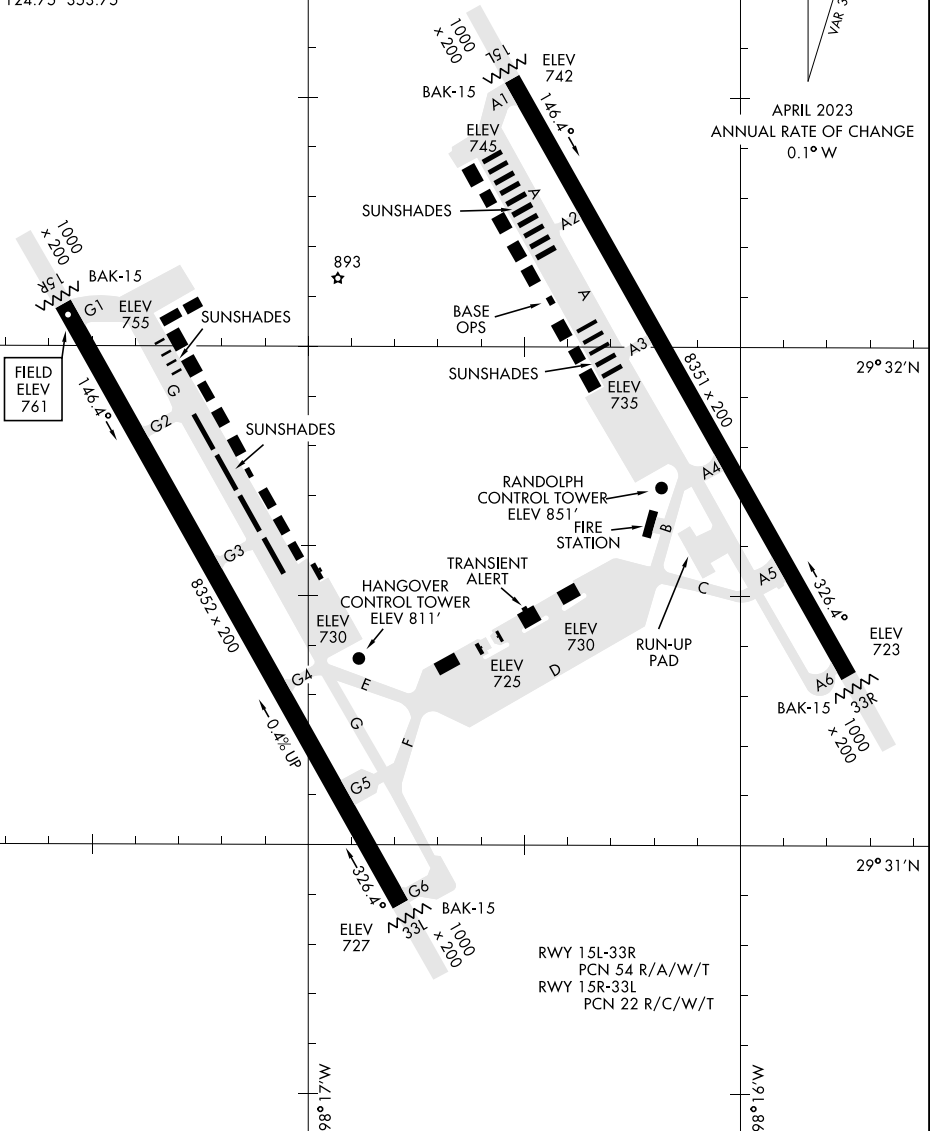 124.75 353.75
VAR 3
1000
x 200
15L
ELEV
742
BAK-15
A1
146.4°
APRIL 2023
ANNUAL RATE OF CHANGE
0.1° W
ELEV
745
A
SUNSHADES
A2
1000
x 200
15R
BAK-15
893
G1
ELEV
755
SUNSHADES
A
BASE
OPS
A3
FIELD
ELEV
761
29° 32'N
SUNSHADES
ELEV
735
8351 x 200
146.4°
G
G2
SUNSHADES
A4
RANDOLPH
CONTROL TOWER
ELEV 851'
FIRE
STATION
B
G3
TRANSIENT
ALERT
A5
C
326.4°
8352 x 200
HANGOVER
CONTROL TOWER
ELEV 811'
ELEV
730
ELEV
730
RUN-UP
PAD
ELEV
723
ELEV
725
D
G4
E
A6
BAK-15
33R
1000
x 200
G
F
0.4% UP
G5
29° 31'N
326.4°
G6
BAK-15
ELEV
727
33L
1000
x 200
RWY 15L-33R
PCN 54 R/A/W/T
RWY 15R-33L
PCN 22 R/C/W/T
98° 17'W
98° 16'W